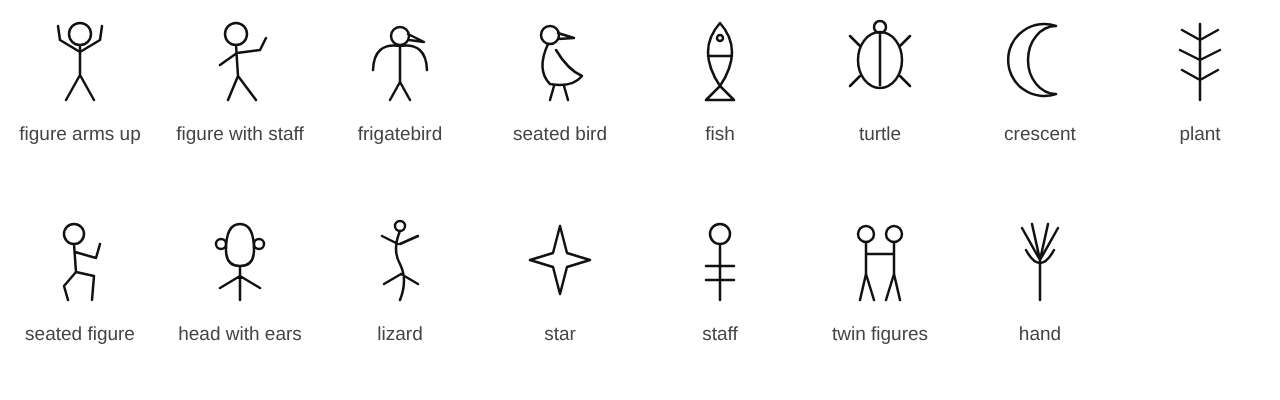 figure arms up figure with staff frigatebird seated bird fish turtle crescent plant
seated figure head with ears lizard star staff twin figures hand